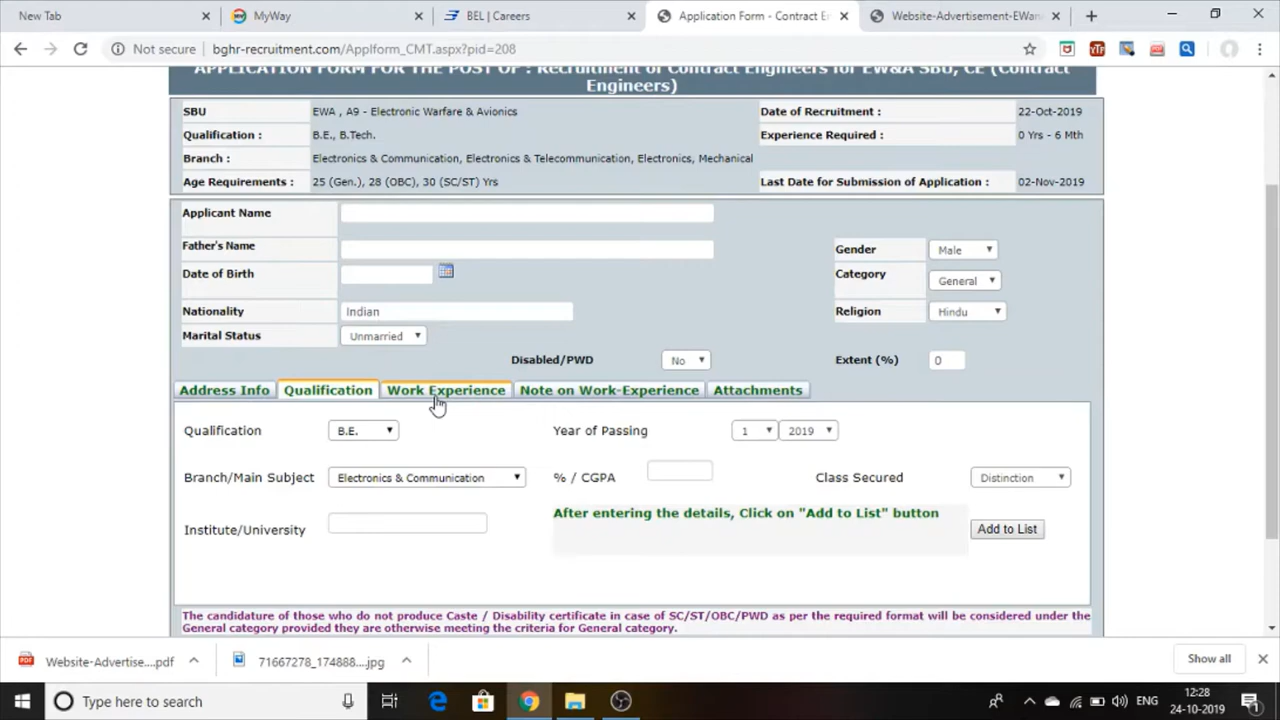 New Tab
MyWay
BEL | Careers
Application Form - Contract En
Website-Advertisement-EWan
Not secure
bghr-recruitment.com/Applform_CMT.aspx?pid=208
APPLICATION FORM FOR THE POST OF : Recruitment of Contract Engineers for EW&A SBU, CE (Contract
Engineers)
SBU EWA , A9 - Electronic Warfare & Avionics Date of Recruitment : 22-Oct-2019
Qualification : B.E., B.Tech. Experience Required : 0 Yrs - 6 Mth
Branch : Electronics & Communication, Electronics & Telecommunication, Electronics, Mechanical
Age Requirements : 25 (Gen.), 28 (OBC), 30 (SC/ST) Yrs Last Date for Submission of Application : 02-Nov-2019
Applicant Name
Father's Name Gender Male
Date of Birth Category General
Nationality Indian Religion Hindu
Marital Status Unmarried
Disabled/PWD No Extent (%) 0
Address Info Qualification Work Experience Note on Work-Experience Attachments
Qualification B.E. Year of Passing 1 2019
Branch/Main Subject Electronics & Communication % / CGPA Class Secured Distinction
Institute/University After entering the details, Click on "Add to List" button Add to List
The candidature of those who do not produce Caste / Disability certificate in case of SC/ST/OBC/PWD as per the required format will be considered under the
General category provided they are otherwise meeting the criteria for General category.
Website-Advertise....pdf
71667278_174888....jpg
Show all
Type here to search
ENG
12:28
24-10-2019
1